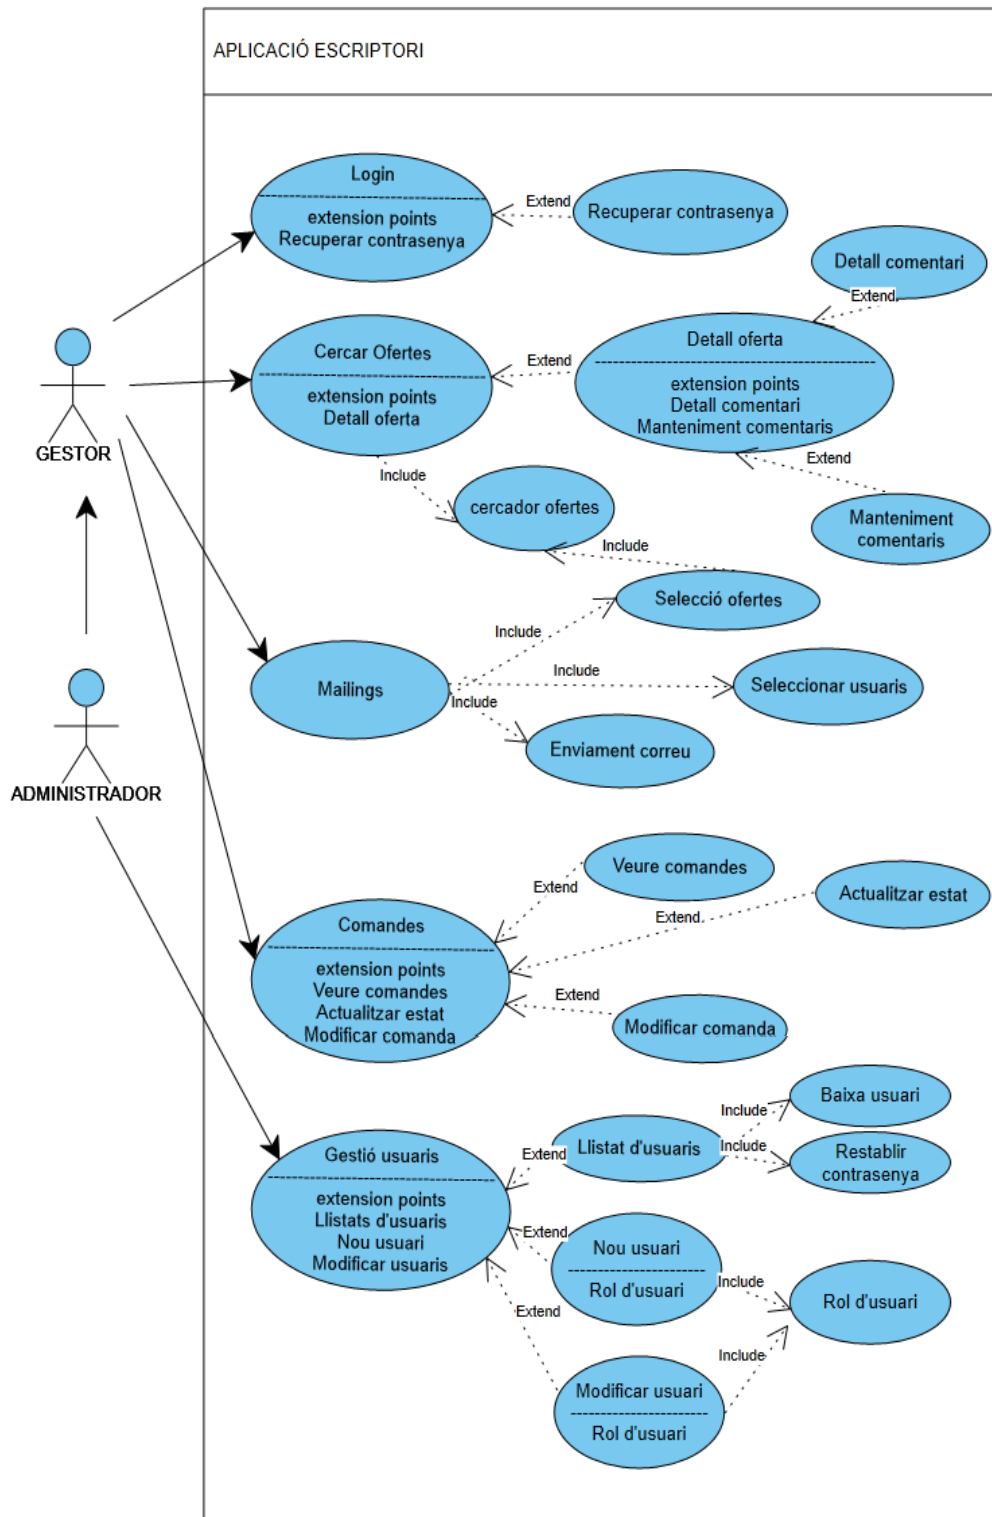 APLICACIÓ ESCRIPTORI
Login
extension points
Recuperar contrasenya
Extend
Recuperar contrasenya
Detall comentari
Extend
Cercar Ofertes
extension points
Detall oferta
Extend
Detall oferta
extension points
Detall comentari
Manteniment comentaris
GESTOR
Include
Extend
cercador ofertes
Manteniment
comentaris
Include
Selecció ofertes
Include
Mailings
Include
Seleccionar usuaris
Include
Enviament correu
ADMINISTRADOR
Veure comandes
Extend
Actualitzar estat
Extend
Comandes
extension points
Veure comandes
Actualitzar estat
Modificar comanda
Extend
Modificar comanda
Baixa usuari
Include
Gestió usuaris
extension points
Llistats d'usuaris
Nou usuari
Modificar usuaris
Extend
Llistat d'usuaris
Include
Restablir
contrasenya
Extend
Nou usuari
Rol d'usuari
Include
Rol d'usuari
Extend
Include
Modificar usuari
Rol d'usuari